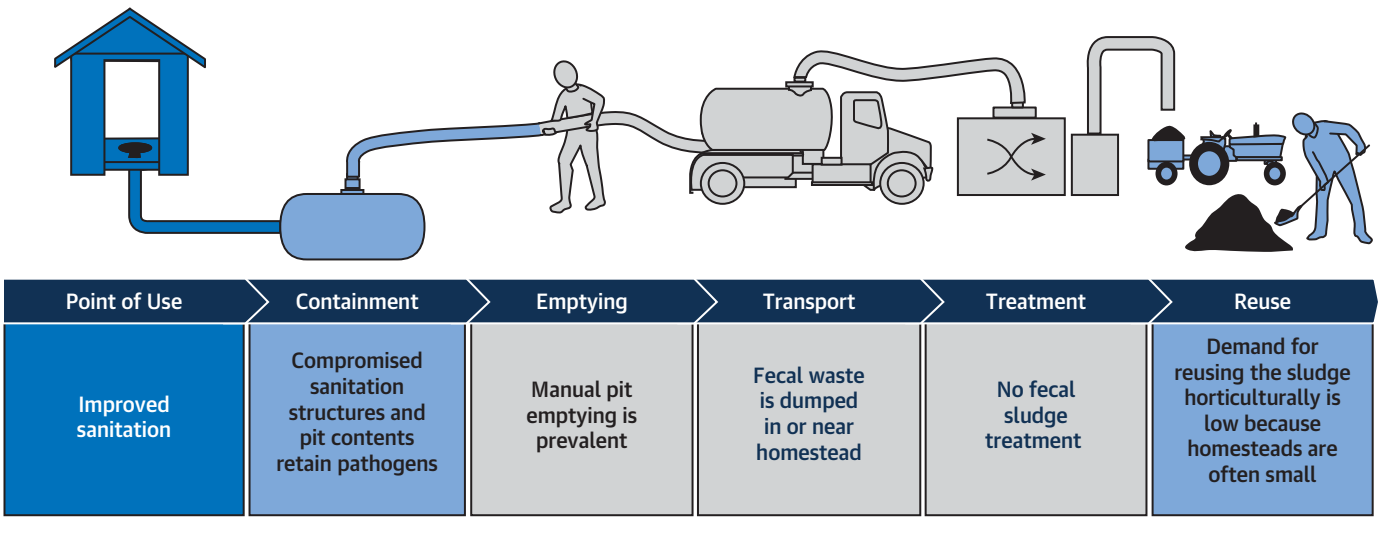 Point of Use
Containment
Emptying
Transport
Treatment
Reuse
Improved
sanitation
Compromised
sanitation
structures and
pit contents
retain pathogens
Manual pit
emptying is
prevalent
Fecal waste
is dumped
in or near
homestead
No fecal
sludge
treatment
Demand for
reusing the sludge
horticulturally is
low because
homesteads are
often small